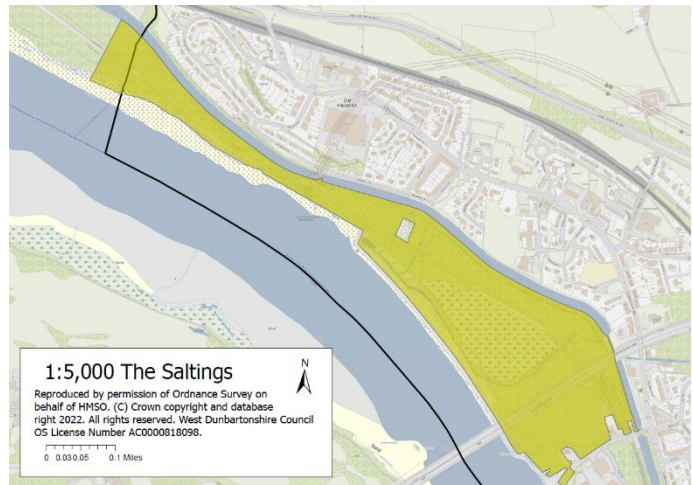 Old
Kilpatrick
1:5,000 The Saltings
N
Reproduced by permission of Ordnance Survey on
behalf of HMSO. (C) Crown copyright and database
right 2022. All rights reserved. West Dunbartonshire Council
OS License Number AC0000818098.
0 0.03 0.05 0.1 Miles